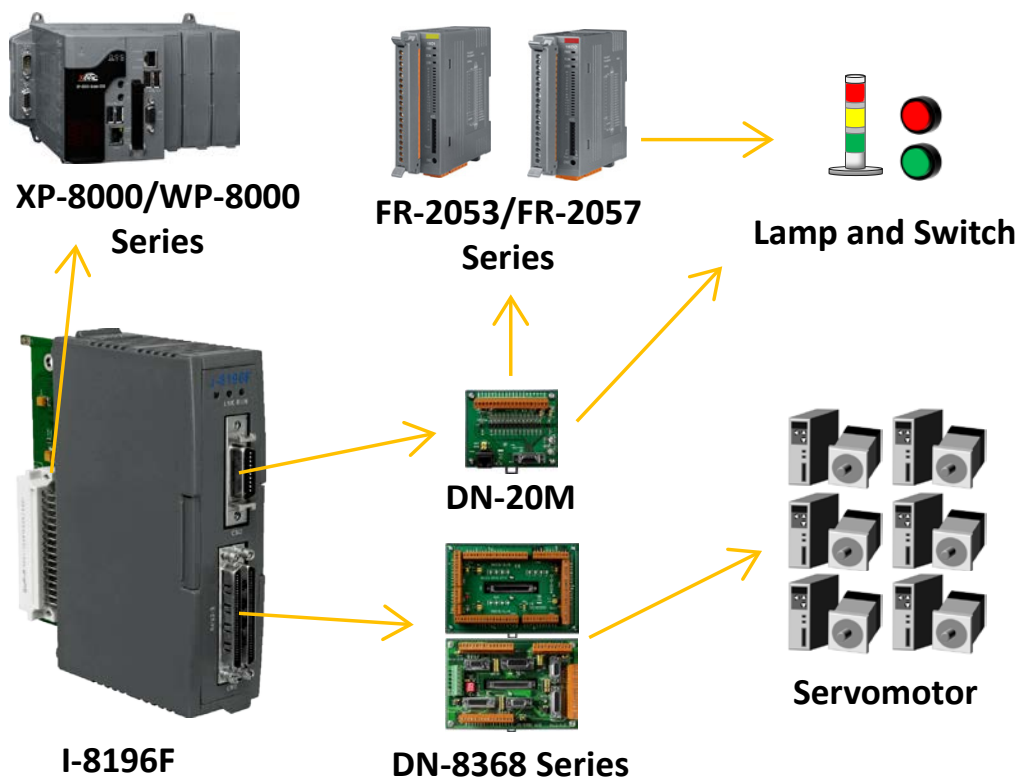 XP-8000/WP-8000
Series
FR-2053/FR-2057
Series
Lamp and Switch
I-8196F
DN-20M
Servomotor
I-8196F
DN-8368 Series